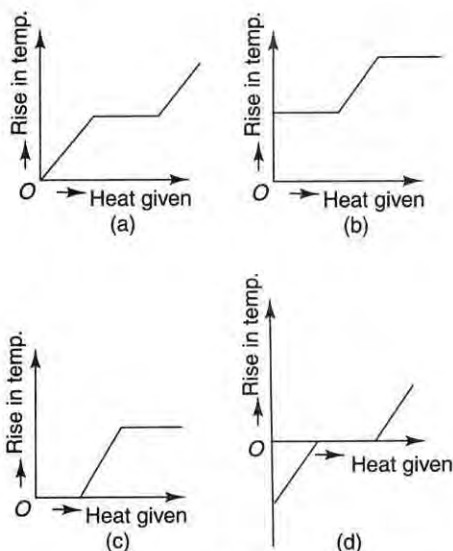 Rise in temp.
O
Heat given
(a)
Rise in temp.
O
Heat given
(b)
Rise in temp.
O
Heat given
(c)
Rise in temp.
O
Heat given
(d)